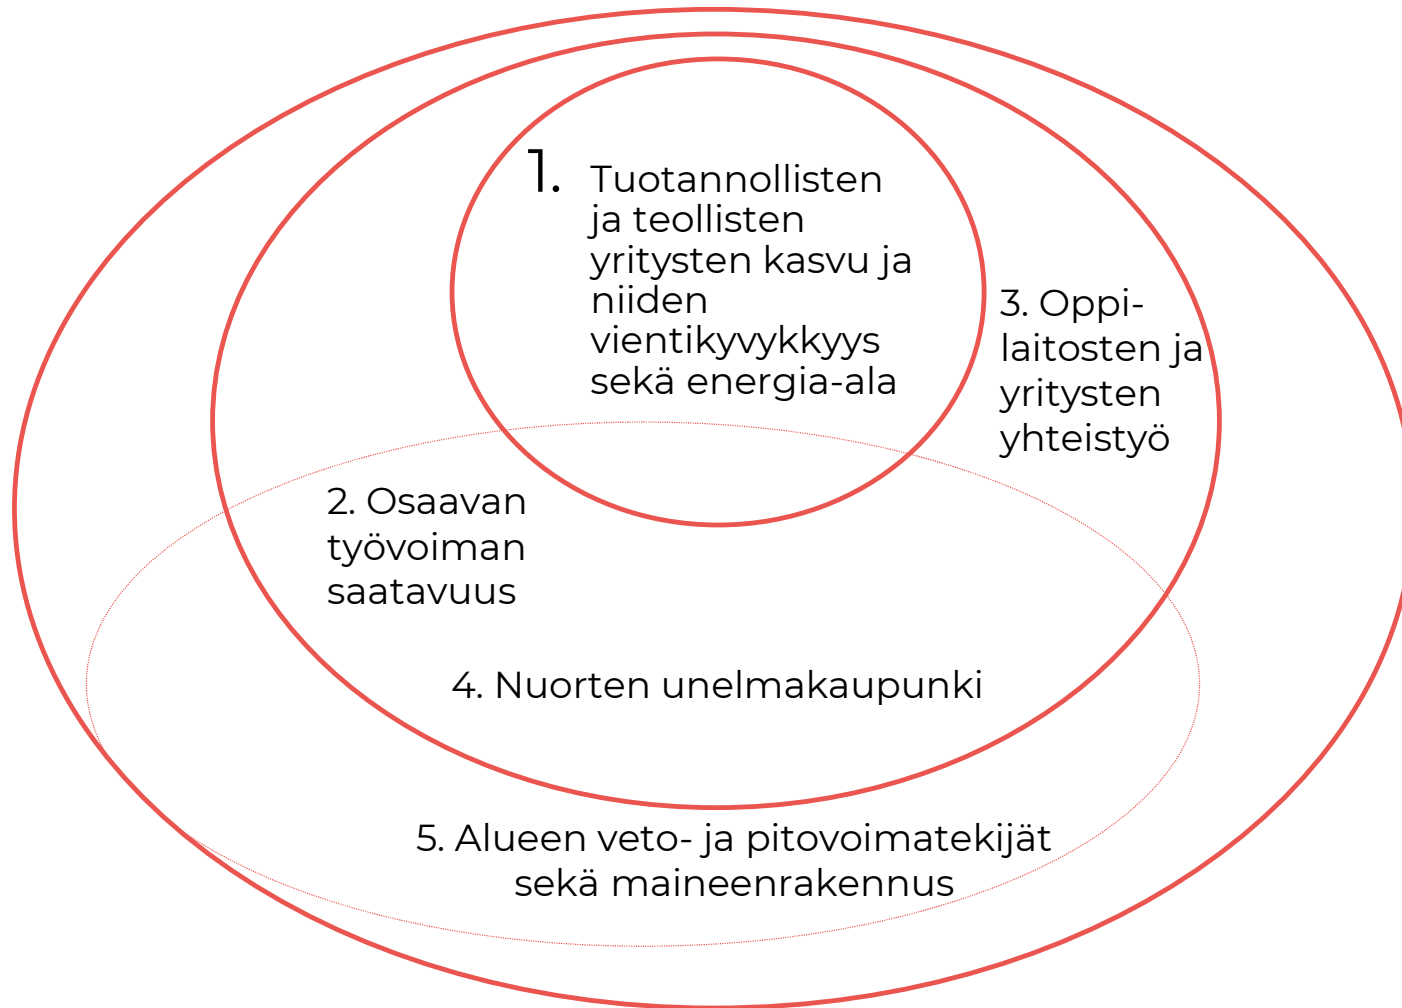 1. Tuotannollisten
ja teollisten
yritysten kasvu ja
niiden
vientikyvykkyys
sekä energia-ala
3. Oppi-
laitosten ja
yritysten
yhteistyö
2. Osaavan
työvoiman
saatavuus
4. Nuorten unelmakaupunki
5. Alueen veto- ja pitovoimatekijät
sekä maineenrakennus